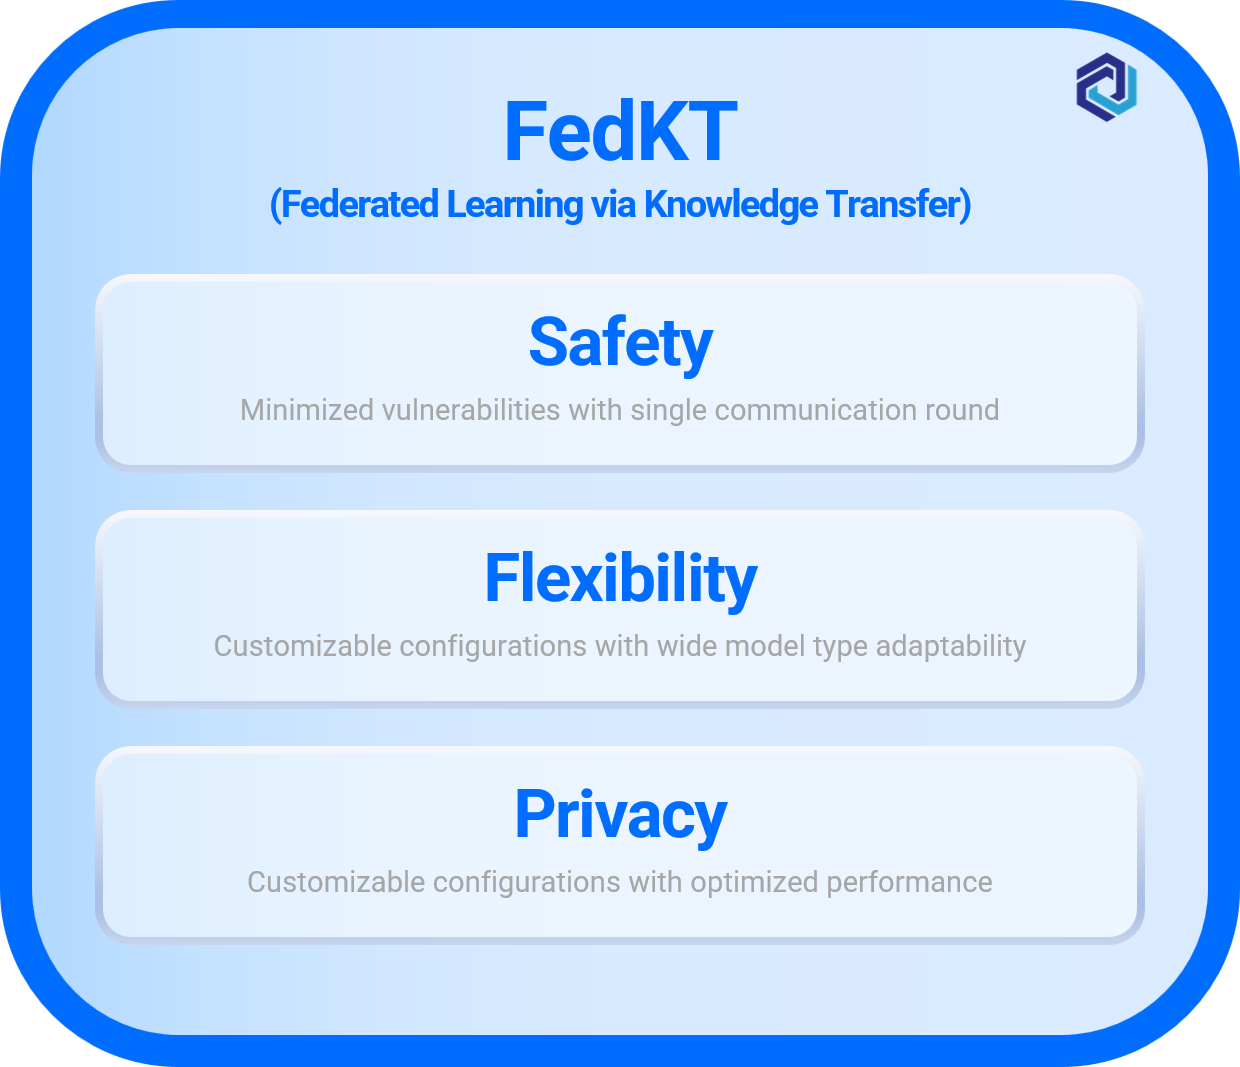 FedKT
(Federated Learning via Knowledge Transfer)
Safety
Minimized vulnerabilities with single communication round
Flexibility
Customizable configurations with wide model type adaptability
Privacy
Customizable configurations with optimized performance